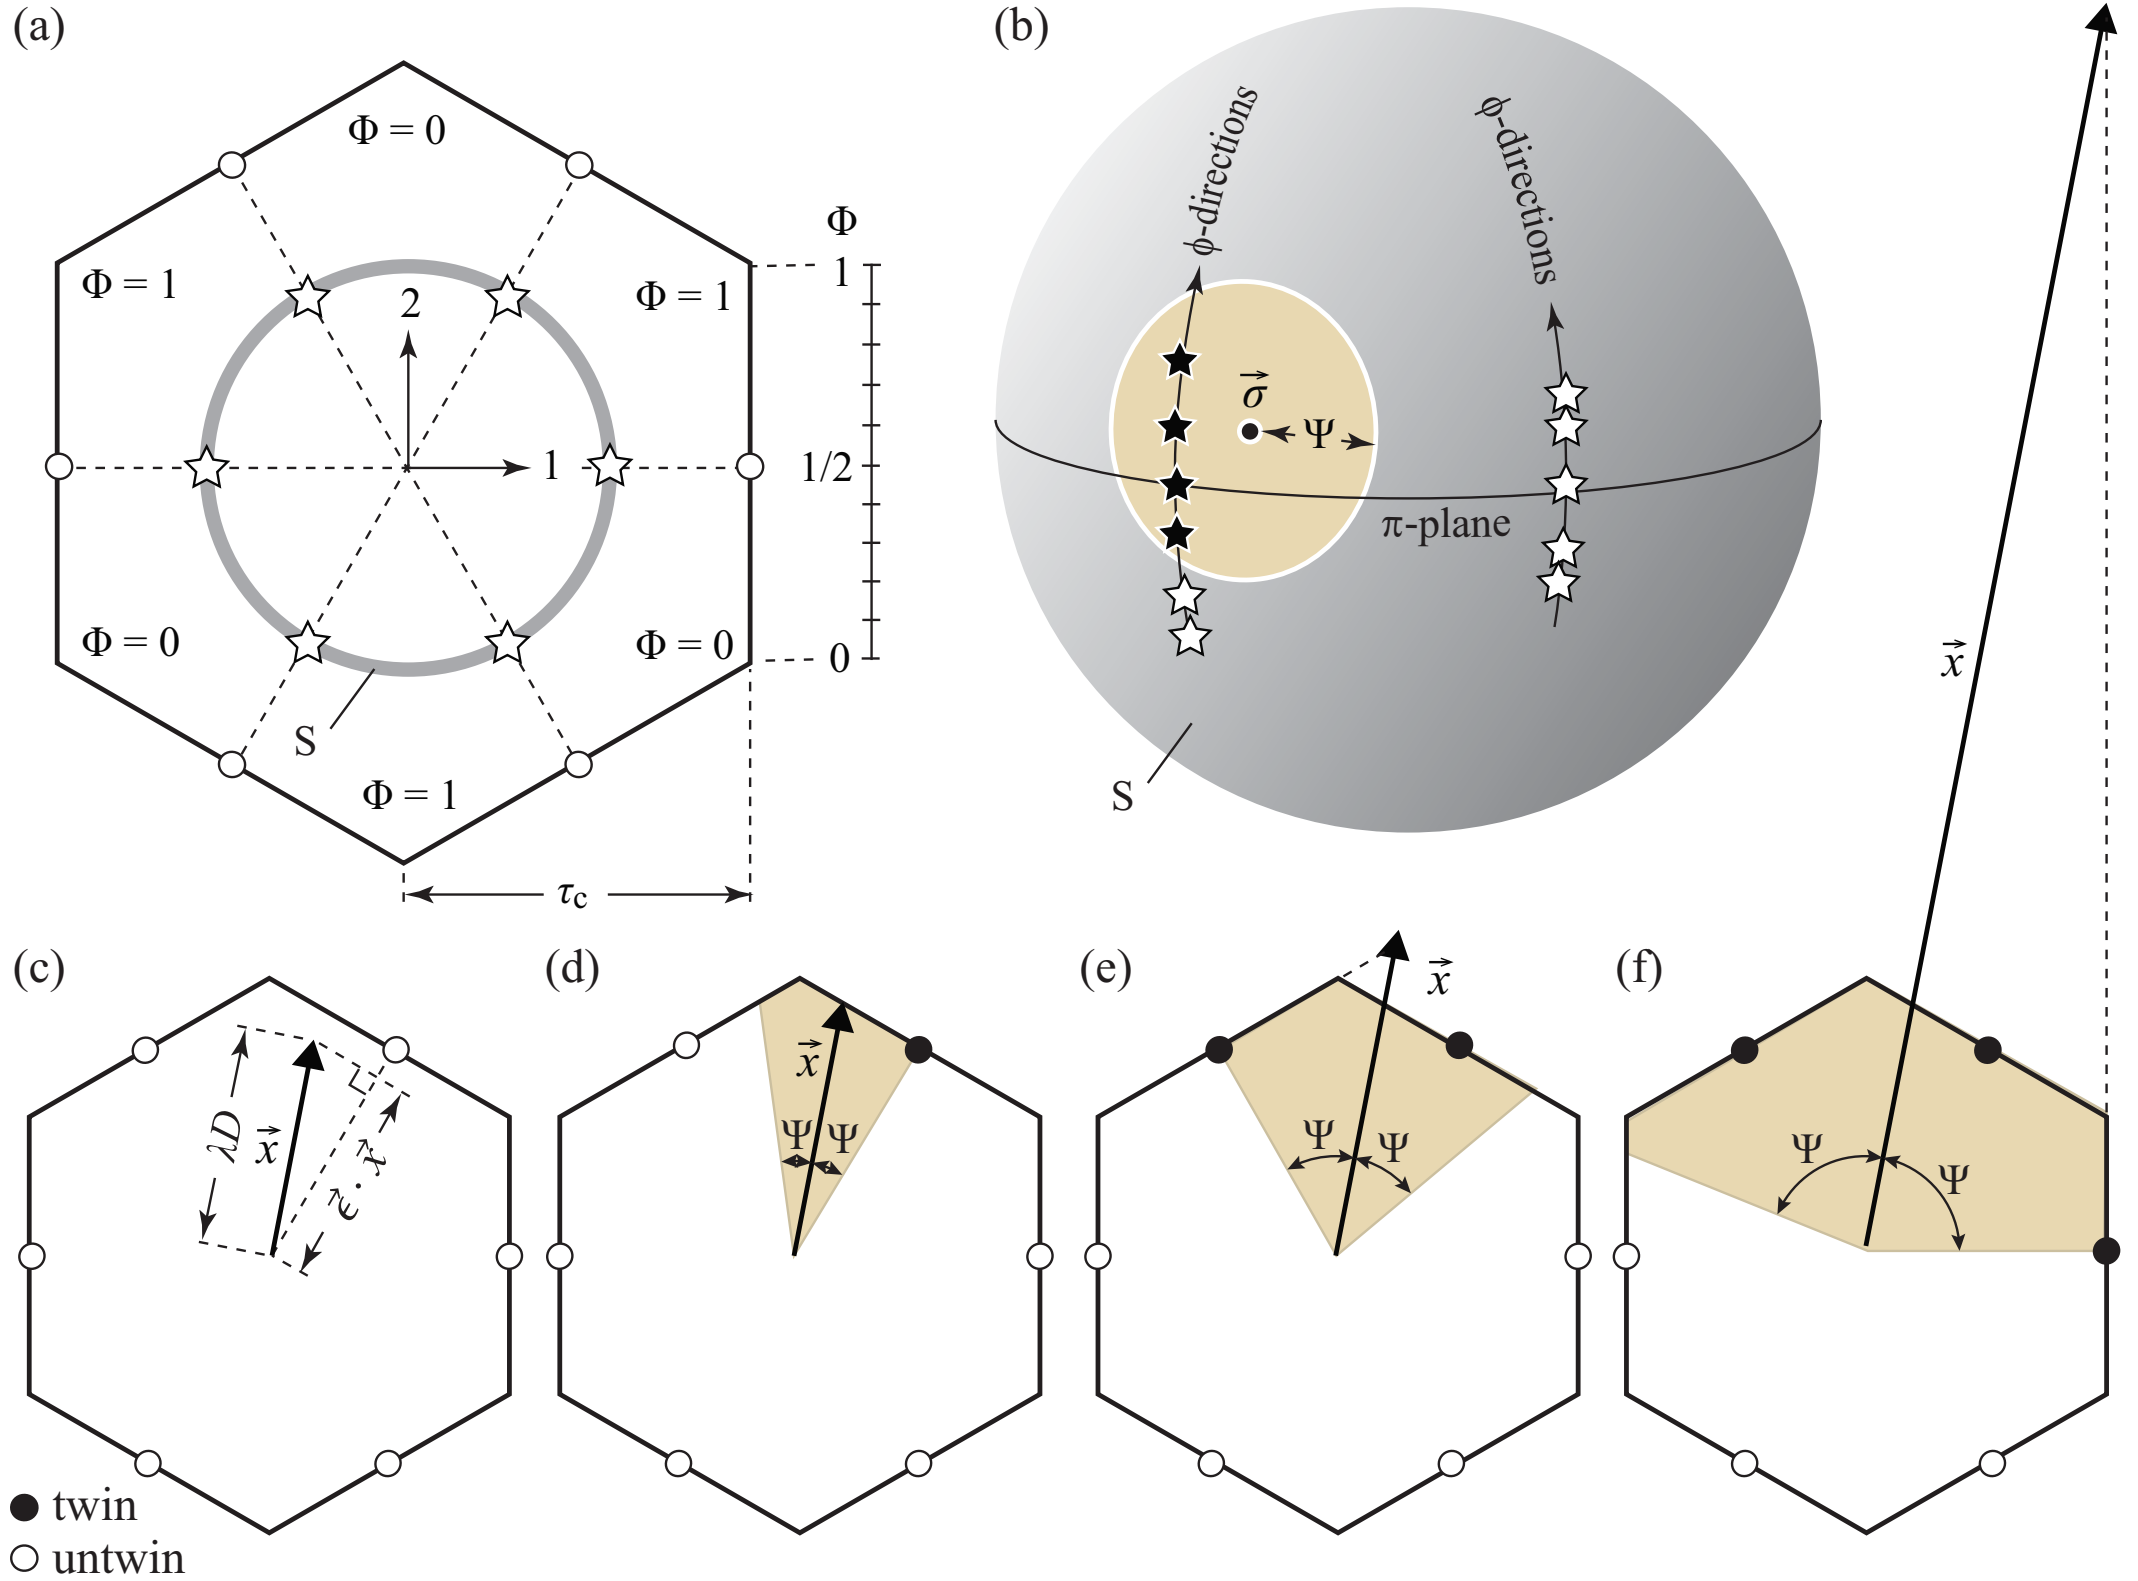 (a)
Φ = 0
Φ = 1
Φ = 1
2
1
Φ = 0
Φ = 0
Φ = 1
S
τc
Φ
1
1/2
0
(b)
ϕ-directions
ϕ-directions
σ⃗
Ψ
π-plane
S
x⃗
(c)
λD
x⃗
ϵ⃗ · x⃗
(d)
x⃗
Ψ
Ψ
(e)
x⃗
Ψ
Ψ
(f)
Ψ
Ψ
twin
untwin